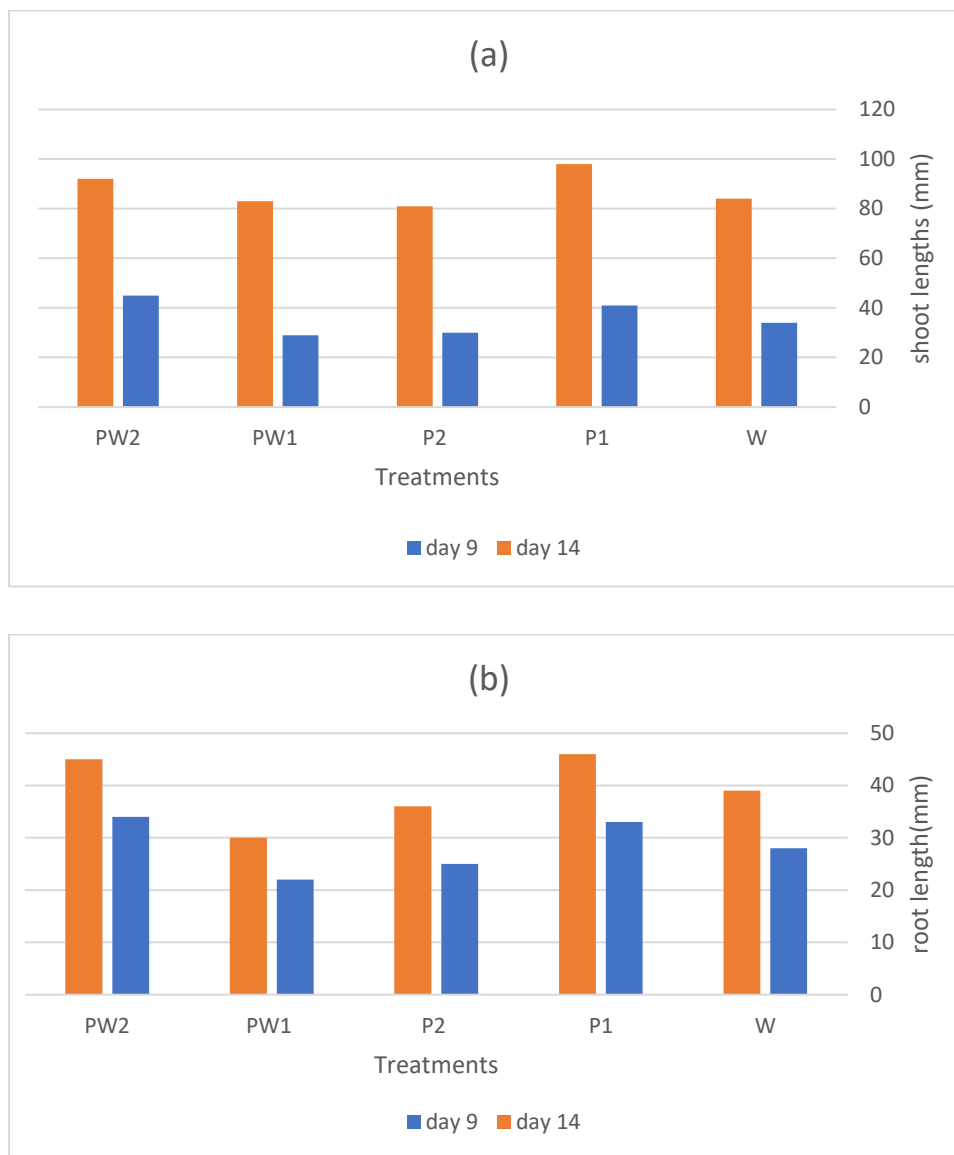 (a)
120
100
80
60
40
20
0
shoot lengths (mm)
PW2 PW1 P2 P1 W
Treatments
day 9 day 14
(b)
50
40
30
20
10
0
root length(mm)
PW2 PW1 P2 P1 W
Treatments
day 9 day 14